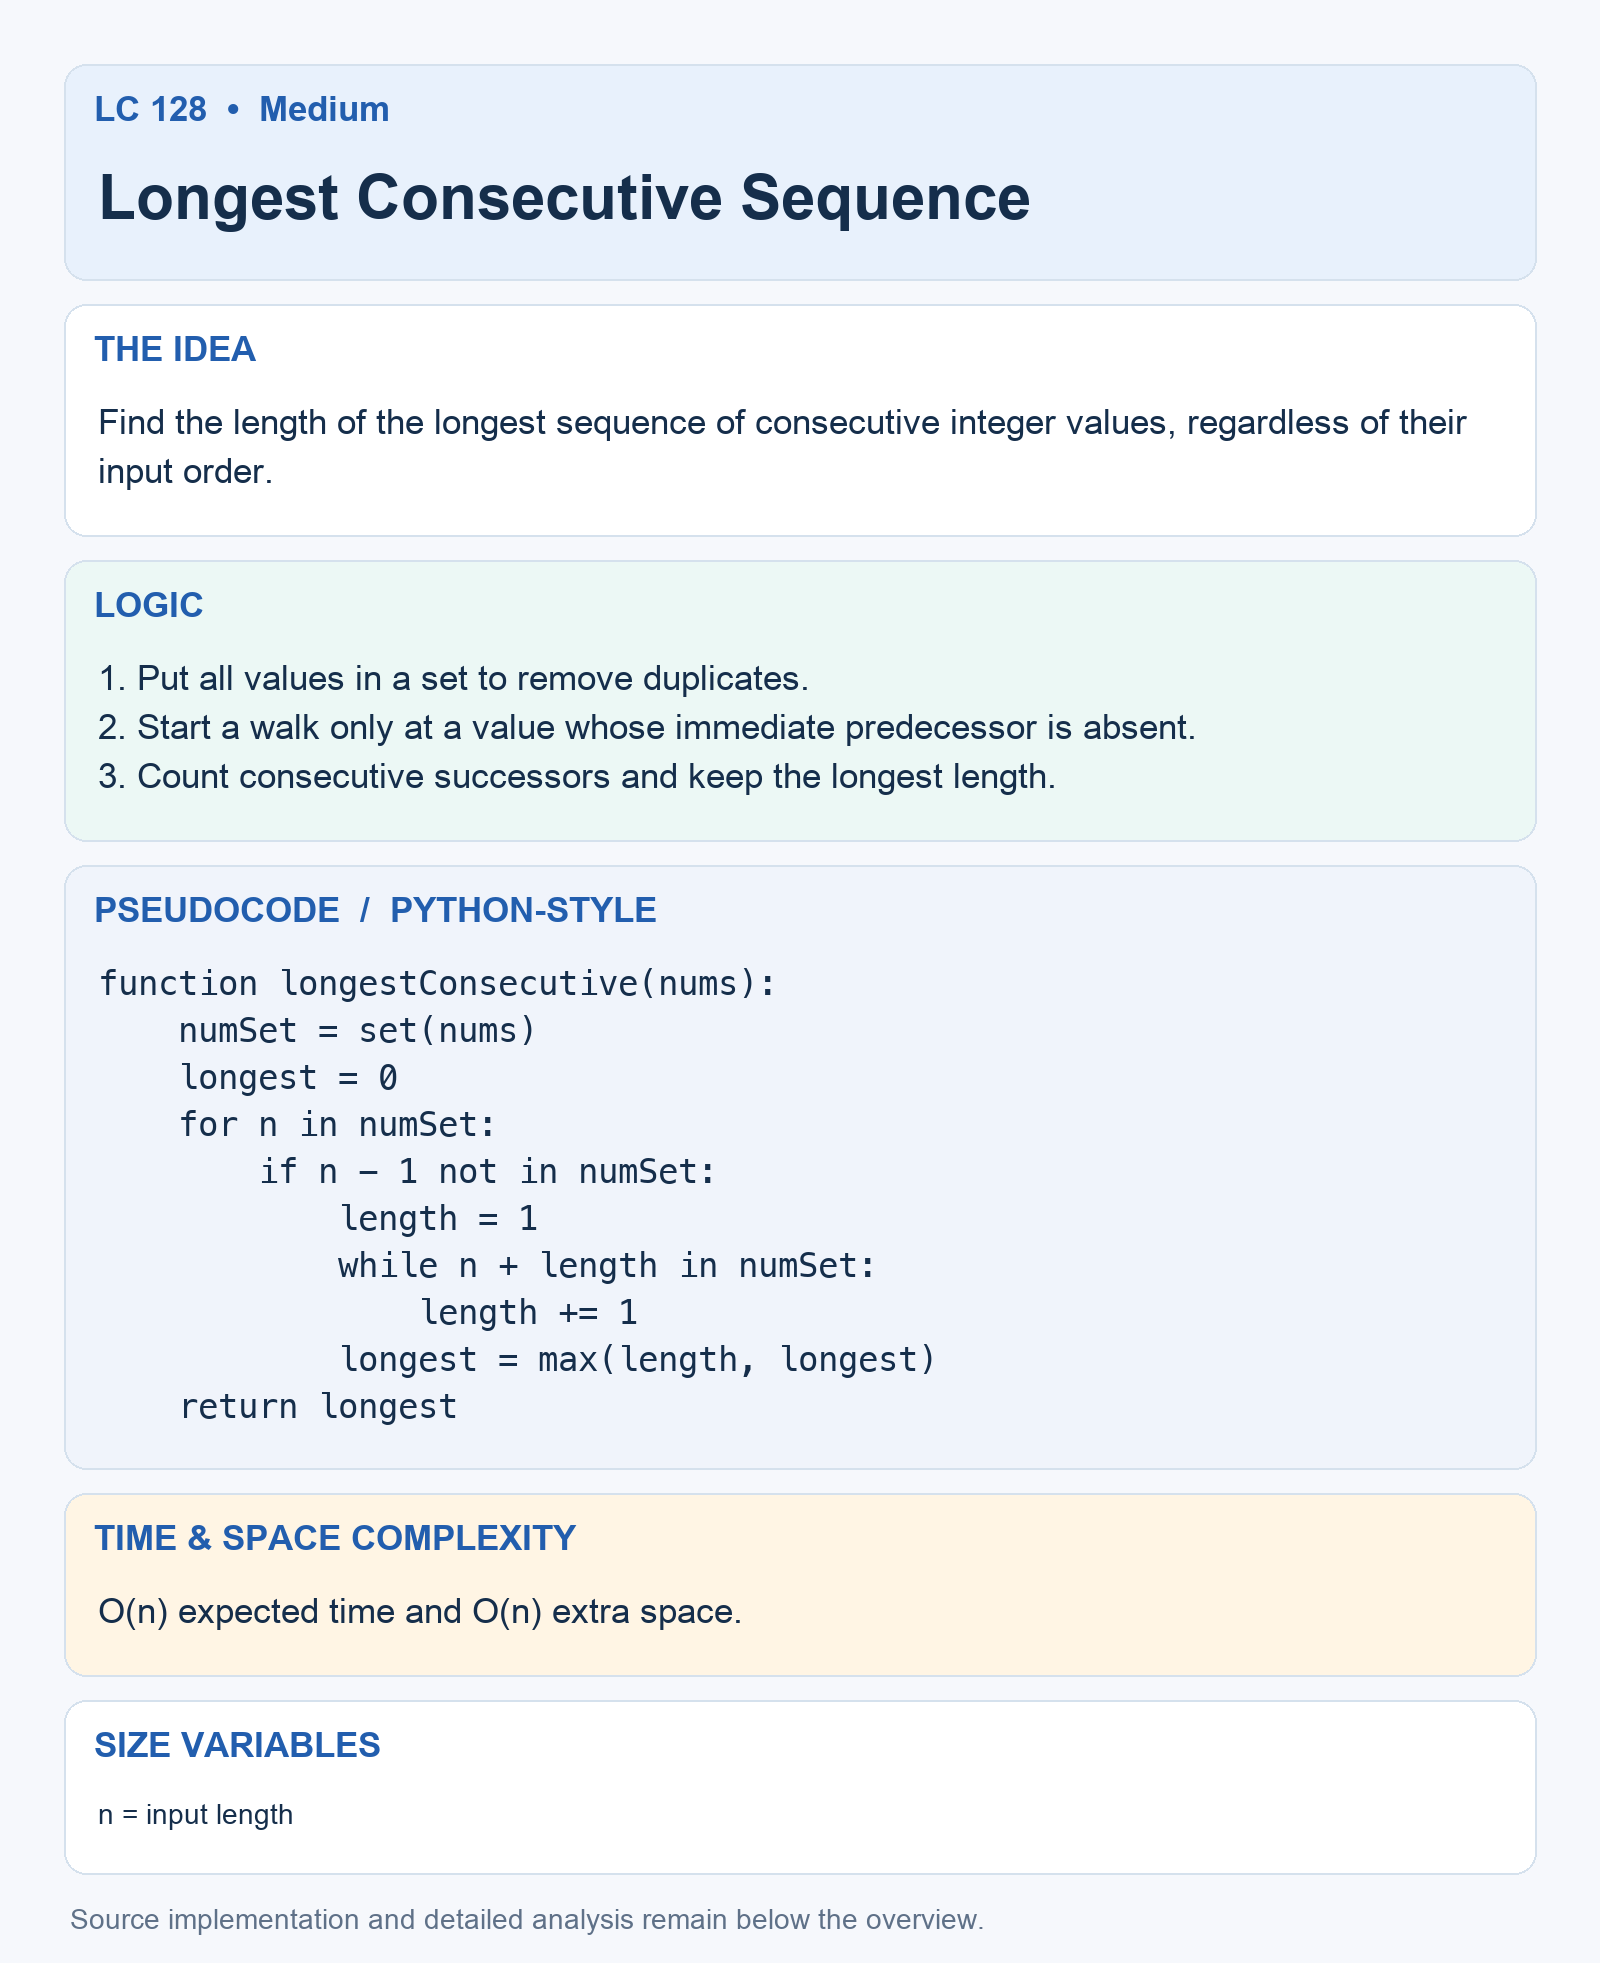 LC 128 • Medium
Longest Consecutive Sequence
THE IDEA
Find the length of the longest sequence of consecutive integer values, regardless of their
input order.
LOGIC
1. Put all values in a set to remove duplicates.
2. Start a walk only at a value whose immediate predecessor is absent.
3. Count consecutive successors and keep the longest length.
PSEUDOCODE / PYTHON-STYLE
function longestConsecutive(nums):
    numSet = set(nums)
    longest = 0
    for n in numSet:
        if n − 1 not in numSet:
            length = 1
            while n + length in numSet:
                length += 1
            longest = max(length, longest)
    return longest
TIME & SPACE COMPLEXITY
O(n) expected time and O(n) extra space.
SIZE VARIABLES
n = input length
Source implementation and detailed analysis remain below the overview.